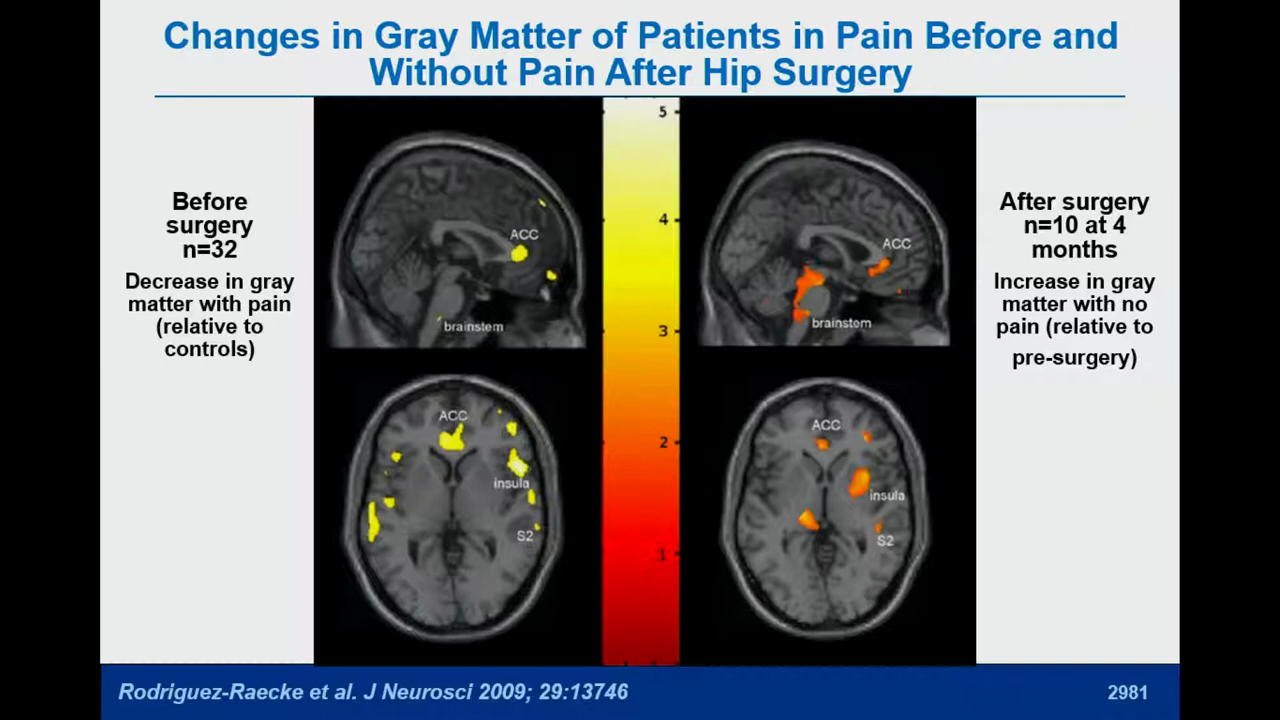 Changes in Gray Matter of Patients in Pain Before and
Without Pain After Hip Surgery
Before
surgery
n=32
Decrease in gray
matter with pain
(relative to
controls)
ACC
brainstem
ACC
insula
S2
5
4
3
2
1
ACC
brainstem
ACC
insula
S2
After surgery
n=10 at 4
months
Increase in gray
matter with no
pain (relative to
pre-surgery)
Rodriguez-Raecke et al. J Neurosci 2009; 29:13746
2981